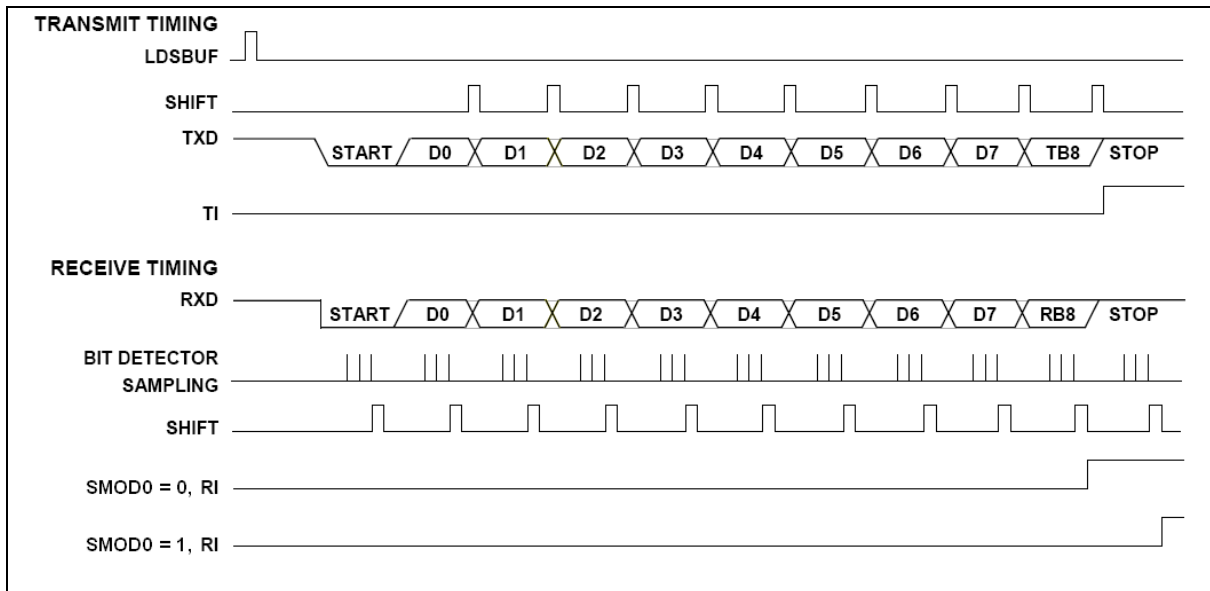 TRANSMIT TIMING
LDSBUF
SHIFT
TXD START D0 D1 D2 D3 D4 D5 D6 D7 TB8 STOP
TI
RECEIVE TIMING
RXD START D0 D1 D2 D3 D4 D5 D6 D7 RB8 STOP
BIT DETECTOR
SAMPLING
SHIFT
SMOD0 = 0, RI
SMOD0 = 1, RI